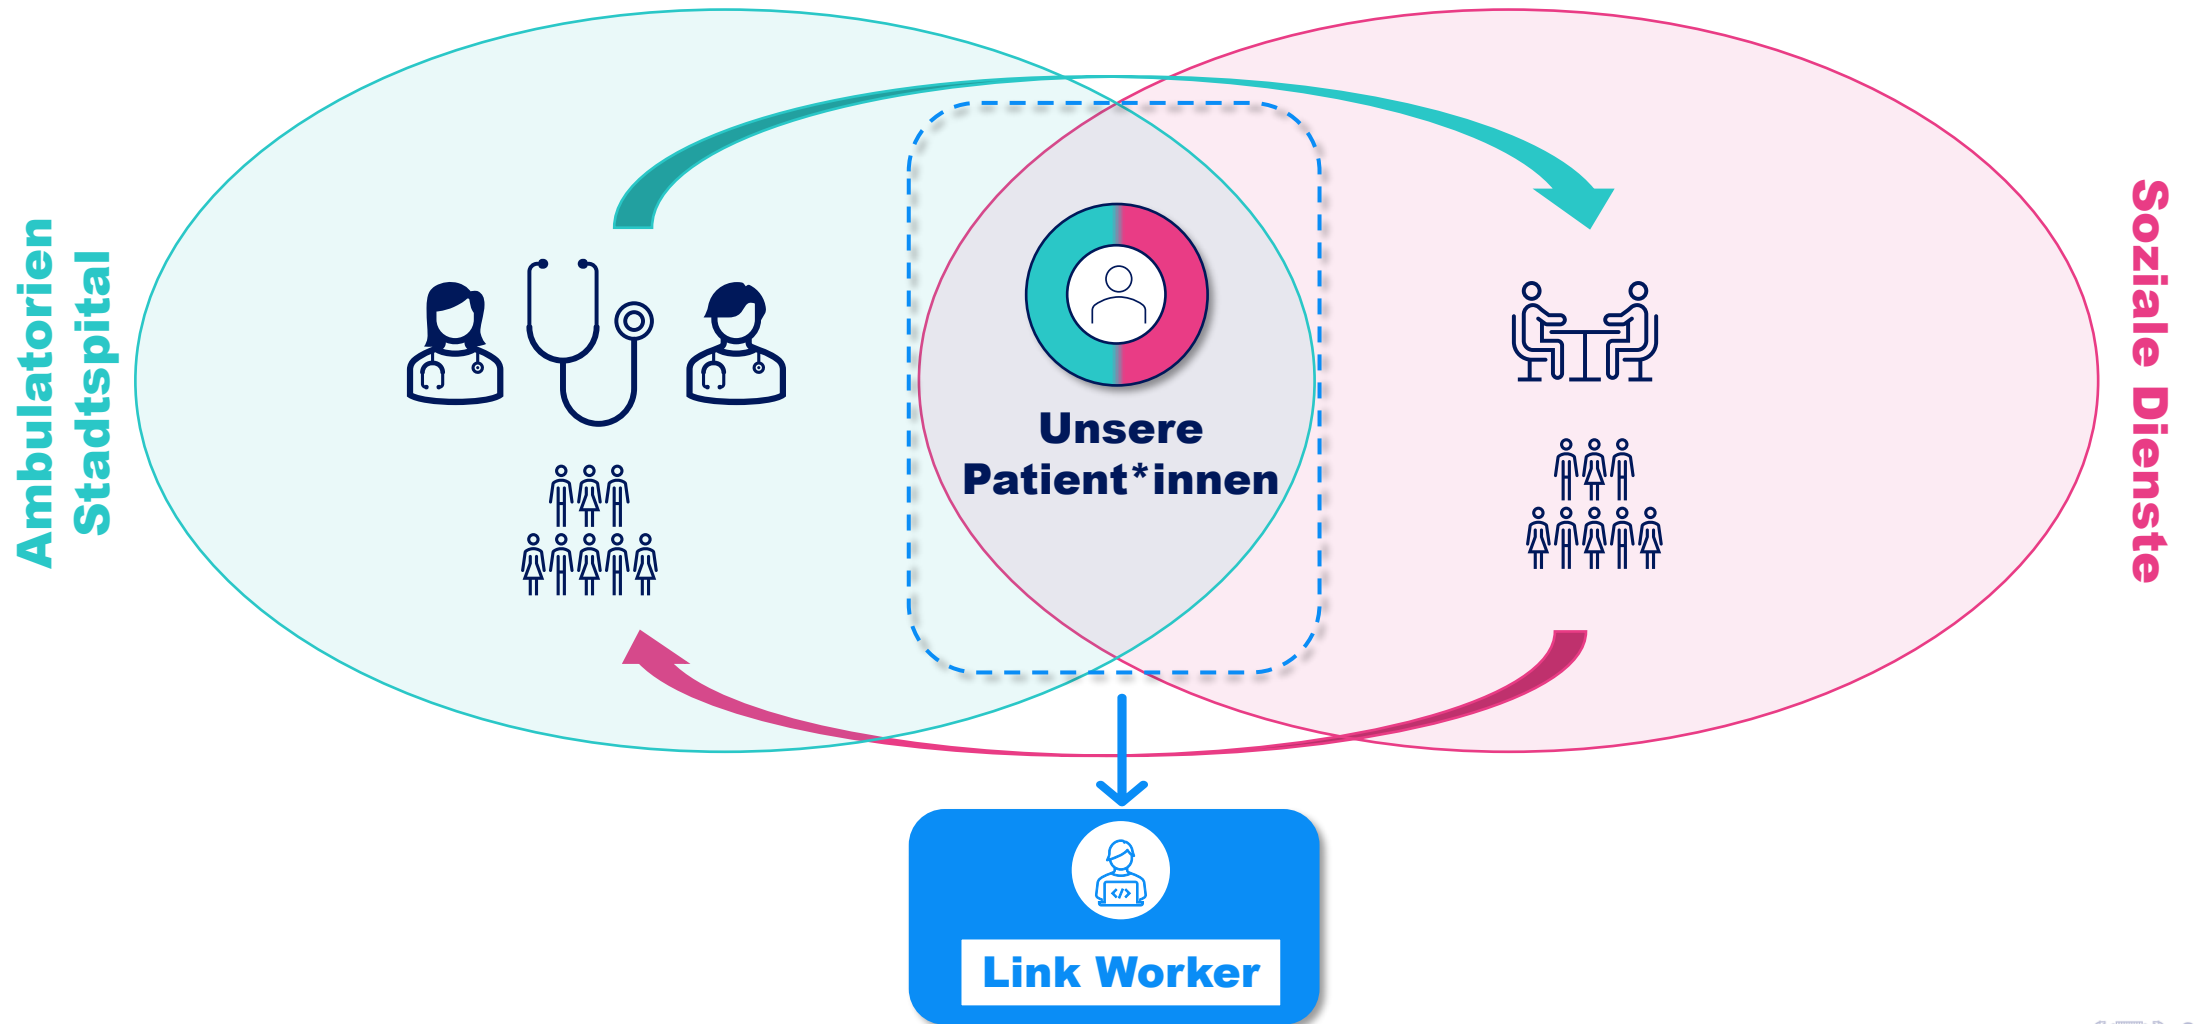 Ambulatorien
Stadtspital
Unsere
Patient*innen
Soziale Dienste
Link Worker